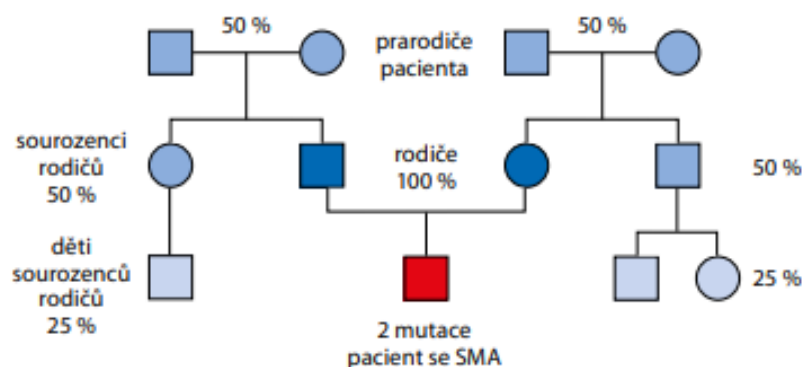 50 %
prarodiče
pacienta
50 %
sourozenci
rodičů
50 %
rodiče
100 %
50 %
děti
sourozenců
rodičů
25 %
2 mutace
pacient se SMA
25 %